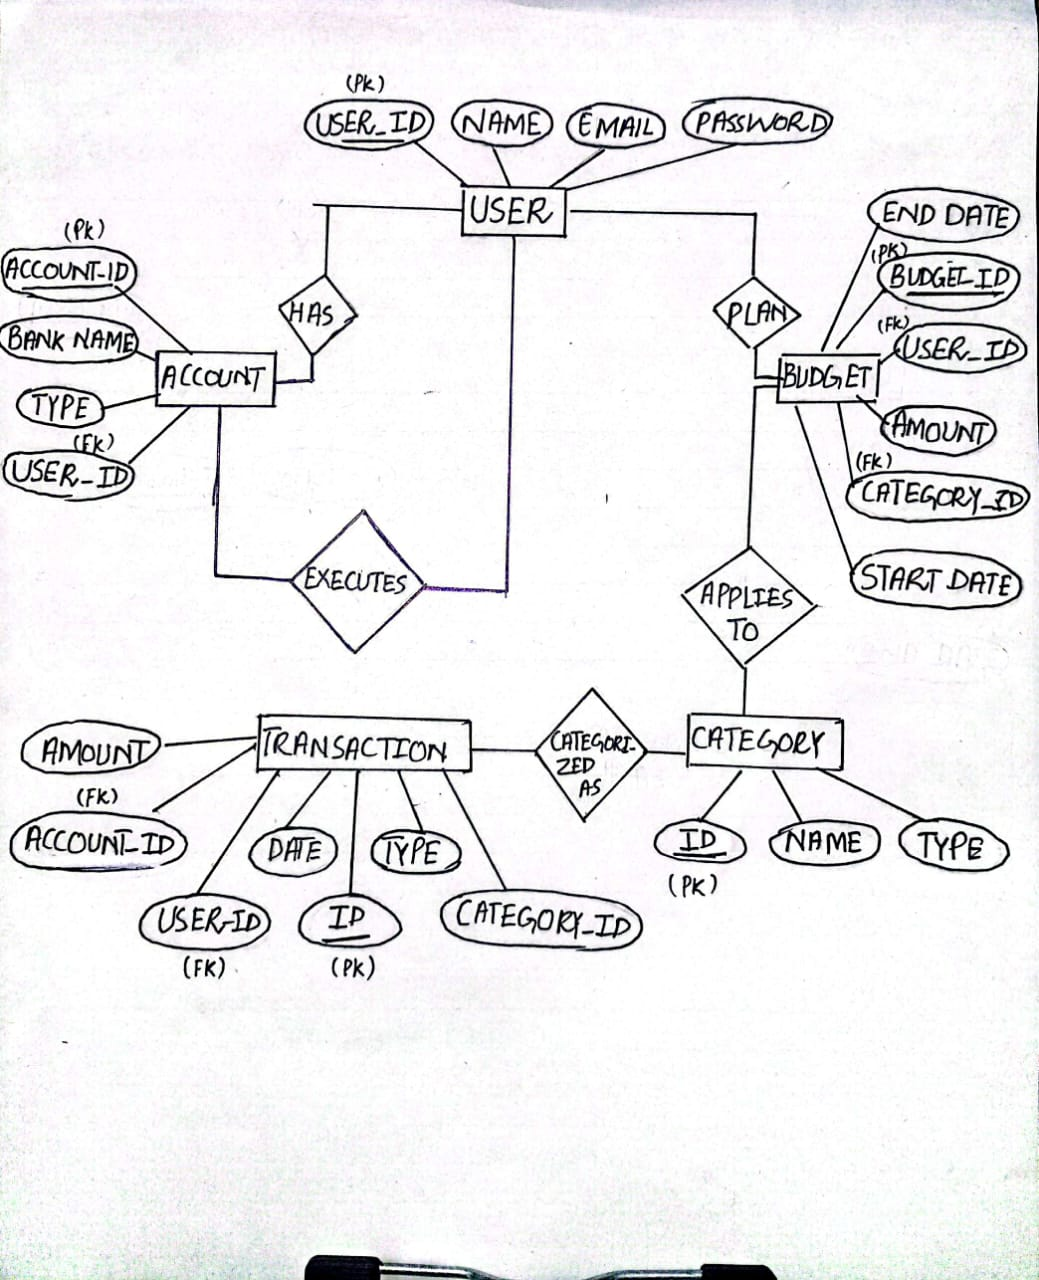 (PK)
USER_ID NAME EMAIL PASSWORD
USER
(PK)
ACCOUNT-ID
BANK NAME
TYPE
(FK)
USER_ID
ACCOUNT
HAS
PLAN
END DATE
(PK)
BUDGET_ID
(FK)
USER_ID
BUDGET
AMOUNT
(FK)
CATEGORY_ID
START DATE
EXECUTES
APPLIES
TO
AMOUNT
(FK)
ACCOUNT_ID
TRANSACTION
CATEGORI-
ZED
AS
CATEGORY
DATE TYPE
USER-ID ID CATEGORY_ID
(FK) (PK)
ID NAME TYPE
(PK)